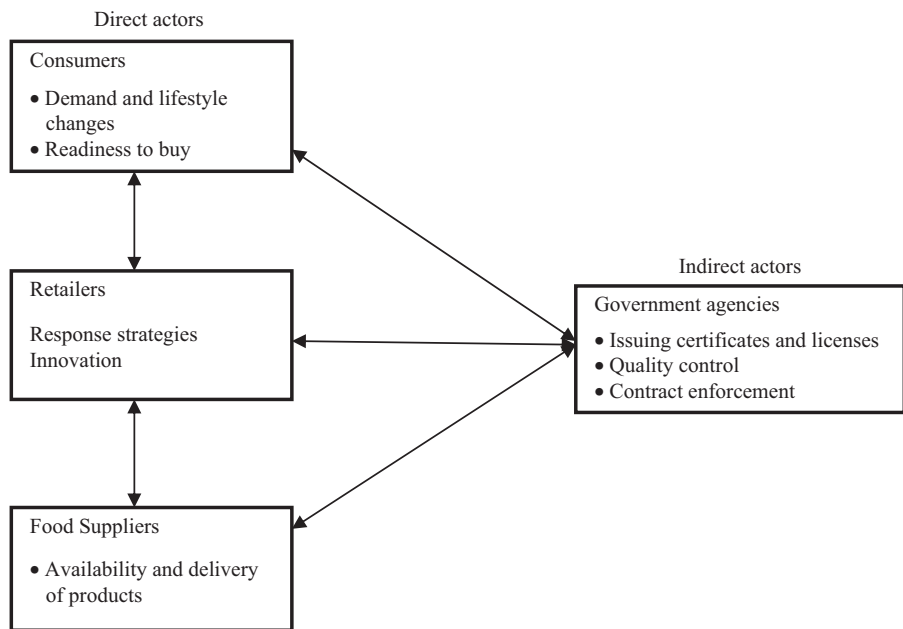 Direct actors
Consumers
• Demand and lifestyle
changes
• Readiness to buy
Retailers
Response strategies
Innovation
Food Suppliers
• Availability and delivery
of products
Indirect actors
Government agencies
• Issuing certificates and licenses
• Quality control
• Contract enforcement